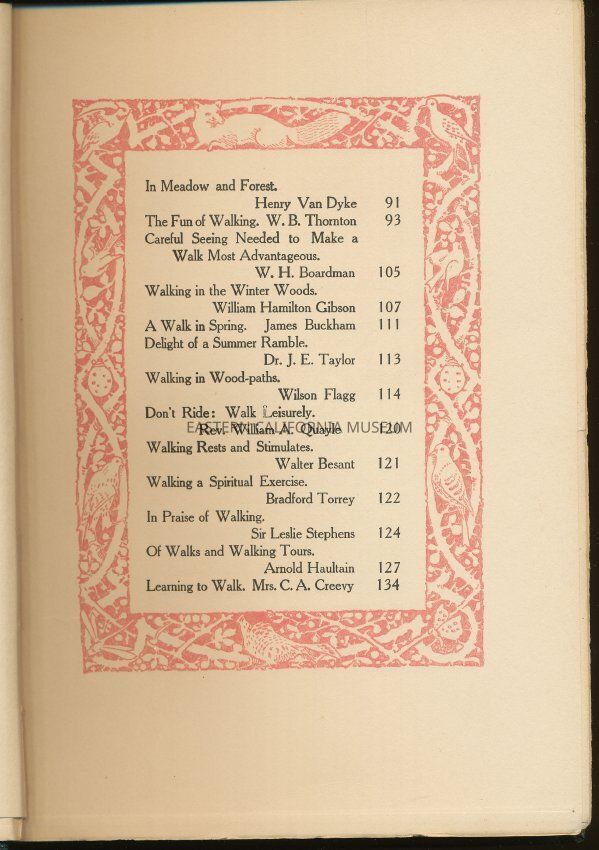 In Meadow and Forest.
Henry Van Dyke 91
The Fun of Walking. W. B. Thornton 93
Careful Seeing Needed to Make a
Walk Most Advantageous.
W. H. Boardman 105
Walking in the Winter Woods.
William Hamilton Gibson 107
A Walk in Spring. James Buckham 111
Delight of a Summer Ramble.
Dr. J. E. Taylor 113
Walking in Wood-paths.
Wilson Flagg 114
Don't Ride: Walk Leisurely.
Rev. William A. Quayle 120
EASTERN CALIFORNIA MUSEUM
Walking Rests and Stimulates.
Walter Besant 121
Walking a Spiritual Exercise.
Bradford Torrey 122
In Praise of Walking.
Sir Leslie Stephens 124
Of Walks and Walking Tours.
Arnold Haultain 127
Learning to Walk. Mrs. C. A. Creevy 134